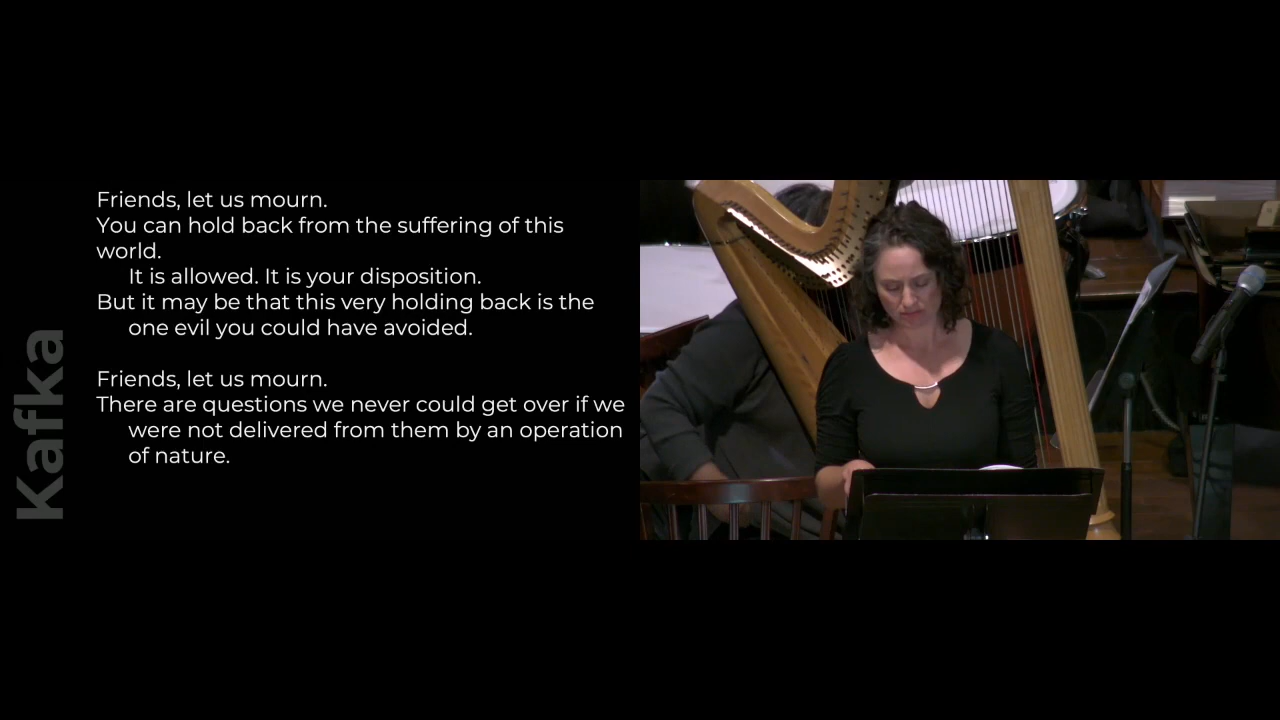 Friends, let us mourn.
You can hold back from the suffering of this
world.
It is allowed. It is your disposition.
But it may be that this very holding back is the
one evil you could have avoided.
Friends, let us mourn.
There are questions we never could get over if we
were not delivered from them by an operation
of nature.
Kafka